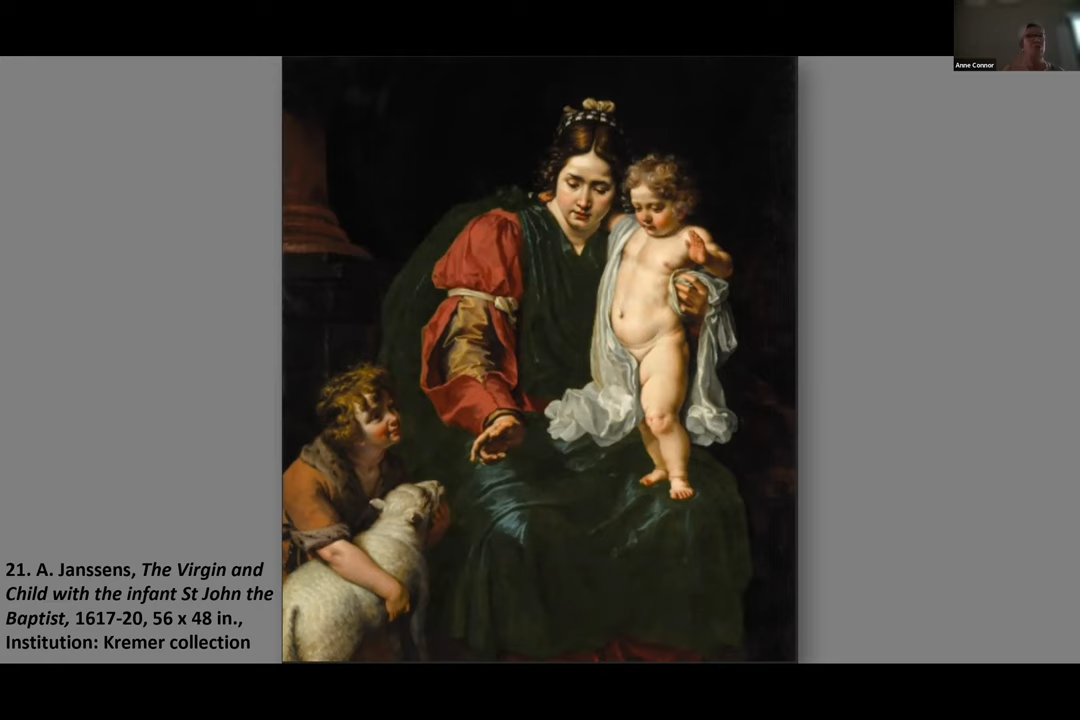 Anne Connor
21. A. Janssens, The Virgin and
Child with the infant St John the
Baptist, 1617-20, 56 x 48 in.,
Institution: Kremer collection